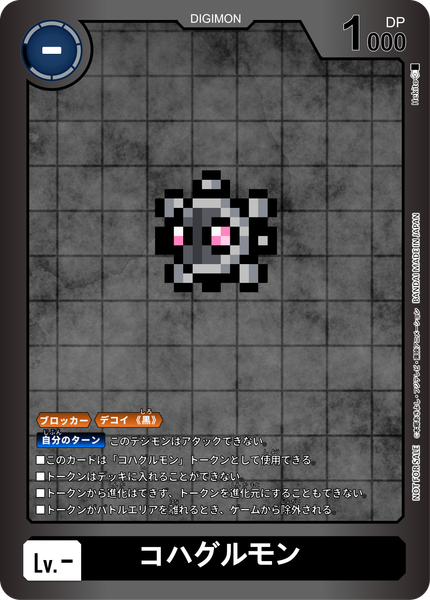 DIGIMON
-
1000
DP
Hekito@■
ブロッカー デコイ《黒》
自分のターン このデジモンはアタックできない。
■このカードは「コハグルモン」トークンとして使用できる。
■トークンはデッキに入れることができない。
■トークンから進化はできず、トークンを進化元にすることもできない。
■トークンがバトルエリアを離れるとき、ゲームから除外される。
BANDAI MADE IN JAPAN
NOT FOR SALE
Lv.-
コハグルモン